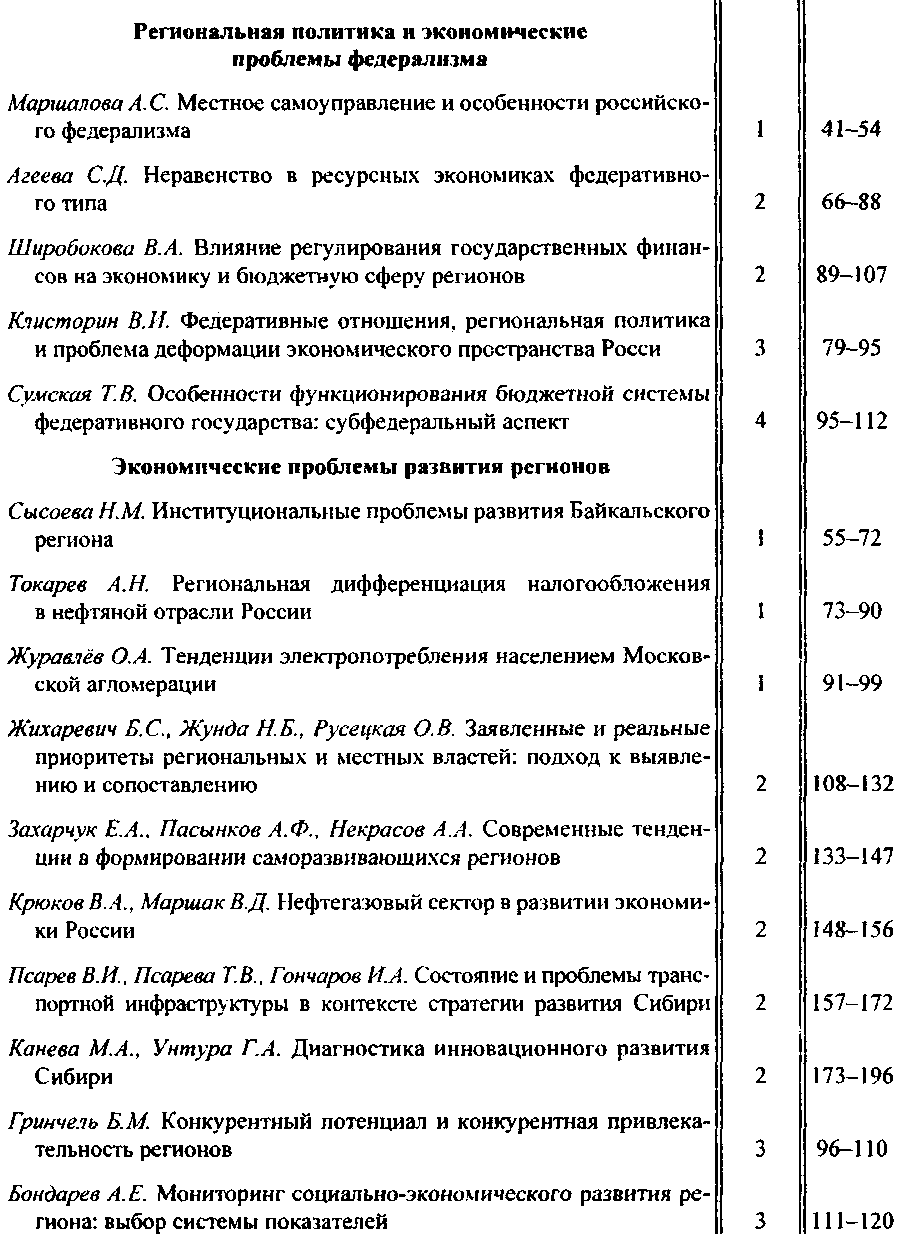 Региональная политика и экономические
проблемы федерализма
Маршалова А.С. Местное самоуправление и особенности российско-
го федерализма 1 41–54
Агеева С.Д. Неравенство в ресурсных экономиках федеративно-
го типа 2 66–88
Широбокова В.А. Влияние регулирования государственных финан-
сов на экономику и бюджетную сферу регионов 2 89–107
Клисторин В.И. Федеративные отношения, региональная политика
и проблема деформации экономического пространства Росси 3 79–95
Сумская Т.В. Особенности функционирования бюджетной системы
федеративного государства: субфедеральный аспект 4 95–112
Экономические проблемы развития регионов
Сысоева Н.М. Институциональные проблемы развития Байкальского
региона 1 55–72
Токарев А.Н. Региональная дифференциация налогообложения
в нефтяной отрасли России 1 73–90
Журавлёв О.А. Тенденции электропотребления населением Москов-
ской агломерации 1 91–99
Жихаревич Б.С., Жунда Н.Б., Русецкая О.В. Заявленные и реальные
приоритеты региональных и местных властей: подход к выявле-
нию и сопоставлению 2 108–132
Захарчук Е.А., Пасынков А.Ф., Некрасов А.А. Современные тенден-
ции в формировании саморазвивающихся регионов 2 133–147
Крюков В.А., Маршак В.Д. Нефтегазовый сектор в развитии экономи-
ки России 2 148–156
Псарев В.И., Псарева Т.В., Гончаров И.А. Состояние и проблемы транс-
портной инфраструктуры в контексте стратегии развития Сибири 2 157–172
Канева М.А., Унтура Г.А. Диагностика инновационного развития
Сибири 2 173–196
Гринчель Б.М. Конкурентный потенциал и конкурентная привлека-
тельность регионов 3 96–110
Бондарев А.Е. Мониторинг социально-экономического развития ре-
гиона: выбор системы показателей 3 111–120